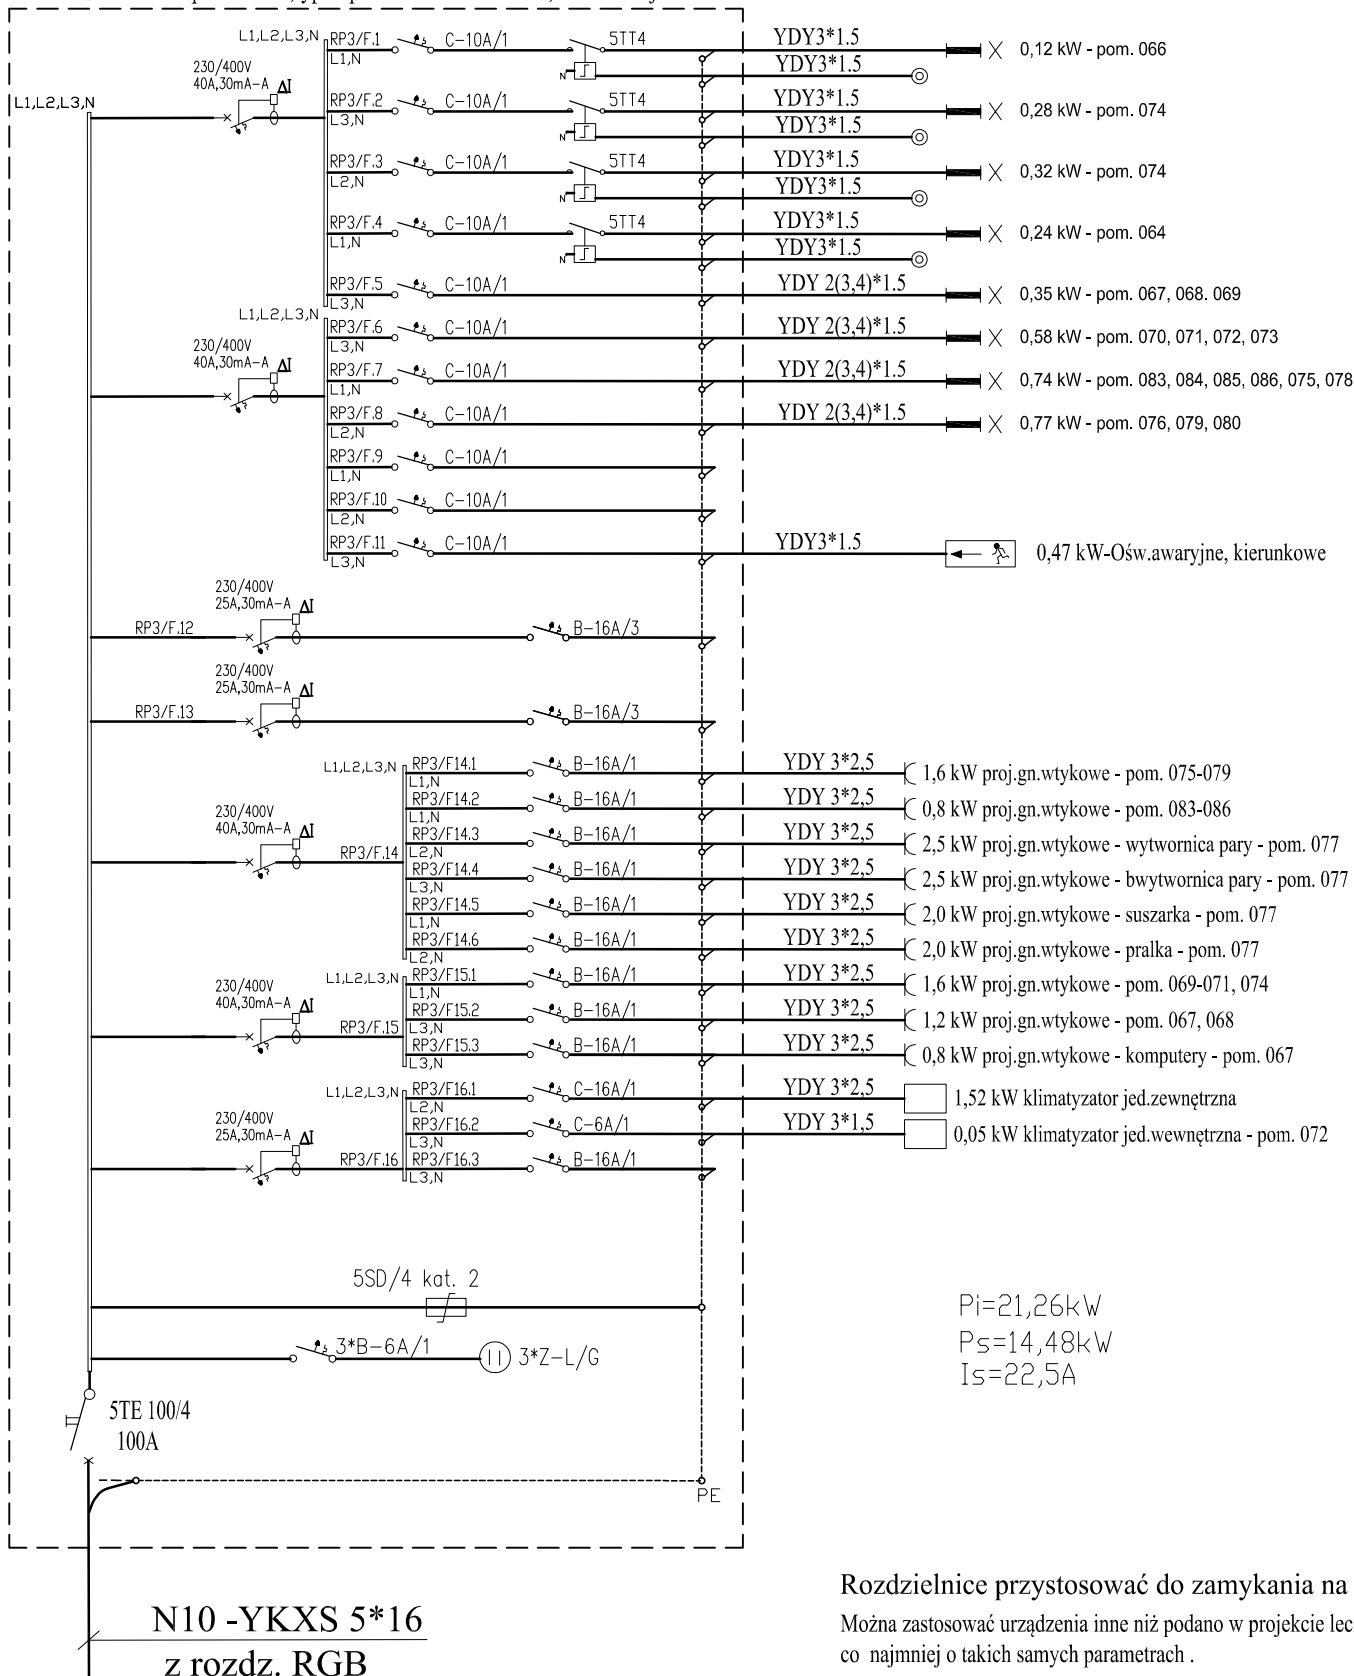 L1,L2,L3,N
230/400V
40A,30mA-A ΔI
L1,L2,L3,N
RP3/F.1 C-10A/1 5TT4 YDY3*1.5 0,12 kW - pom. 066
L1,N
N YDY3*1.5
RP3/F.2 C-10A/1 5TT4 YDY3*1.5 0,28 kW - pom. 074
L3,N
N YDY3*1.5
RP3/F.3 C-10A/1 5TT4 YDY3*1.5 0,32 kW - pom. 074
L2,N
N YDY3*1.5
RP3/F.4 C-10A/1 5TT4 YDY3*1.5 0,24 kW - pom. 064
L1,N
N YDY3*1.5
RP3/F.5 C-10A/1 YDY 2(3,4)*1.5 0,35 kW - pom. 067, 068. 069
L3,N
L1,L2,L3,N
230/400V
40A,30mA-A ΔI
RP3/F.6 C-10A/1 YDY 2(3,4)*1.5 0,58 kW - pom. 070, 071, 072, 073
L3,N
RP3/F.7 C-10A/1 YDY 2(3,4)*1.5 0,74 kW - pom. 083, 084, 085, 086, 075, 078
L1,N
RP3/F.8 C-10A/1 YDY 2(3,4)*1.5 0,77 kW - pom. 076, 079, 080
L2,N
RP3/F.9 C-10A/1
L1,N
RP3/F.10 C-10A/1
L2,N
RP3/F.11 C-10A/1 YDY3*1.5 0,47 kW-Ośw.awaryjne, kierunkowe
L3,N
230/400V
25A,30mA-A ΔI
RP3/F.12 B-16A/3
230/400V
25A,30mA-A ΔI
RP3/F.13 B-16A/3
L1,L2,L3,N
230/400V
40A,30mA-A ΔI
RP3/F.14
RP3/F14.1 B-16A/1 YDY 3*2,5 1,6 kW proj.gn.wtykowe - pom. 075-079
L1,N
RP3/F14.2 B-16A/1 YDY 3*2,5 0,8 kW proj.gn.wtykowe - pom. 083-086
L1,N
RP3/F14.3 B-16A/1 YDY 3*2,5 2,5 kW proj.gn.wtykowe - wytwornica pary - pom. 077
L2,N
RP3/F14.4 B-16A/1 YDY 3*2,5 2,5 kW proj.gn.wtykowe - bwytwornica pary - pom. 077
L3,N
RP3/F14.5 B-16A/1 YDY 3*2,5 2,0 kW proj.gn.wtykowe - suszarka - pom. 077
L1,N
RP3/F14.6 B-16A/1 YDY 3*2,5 2,0 kW proj.gn.wtykowe - pralka - pom. 077
L2,N
L1,L2,L3,N
230/400V
40A,30mA-A ΔI
RP3/F.15
RP3/F15.1 B-16A/1 YDY 3*2,5 1,6 kW proj.gn.wtykowe - pom. 069-071, 074
L1,N
RP3/F15.2 B-16A/1 YDY 3*2,5 1,2 kW proj.gn.wtykowe - pom. 067, 068
L3,N
RP3/F15.3 B-16A/1 YDY 3*2,5 0,8 kW proj.gn.wtykowe - komputery - pom. 067
L3,N
L1,L2,L3,N
230/400V
25A,30mA-A ΔI
RP3/F.16
RP3/F16.1 C-16A/1 YDY 3*2,5 1,52 kW klimatyzator jed.zewnętrzna
L2,N
RP3/F16.2 C-6A/1 YDY 3*1,5 0,05 kW klimatyzator jed.wewnętrzna - pom. 072
L3,N
RP3/F16.3 B-16A/1
L3,N
5SD/4 kat. 2
3*B-6A/1 3*Z-L/G
Pi=21,26kW
Ps=14,48kW
Is=22,5A
5TE 100/4
100A
PE
N10 -YKXS 5*16
z rozdz. RGB
Rozdzielnice przystosować do zamykania na
Można zastosować urządzenia inne niż podano w projekcie lec
co najmniej o takich samych parametrach .